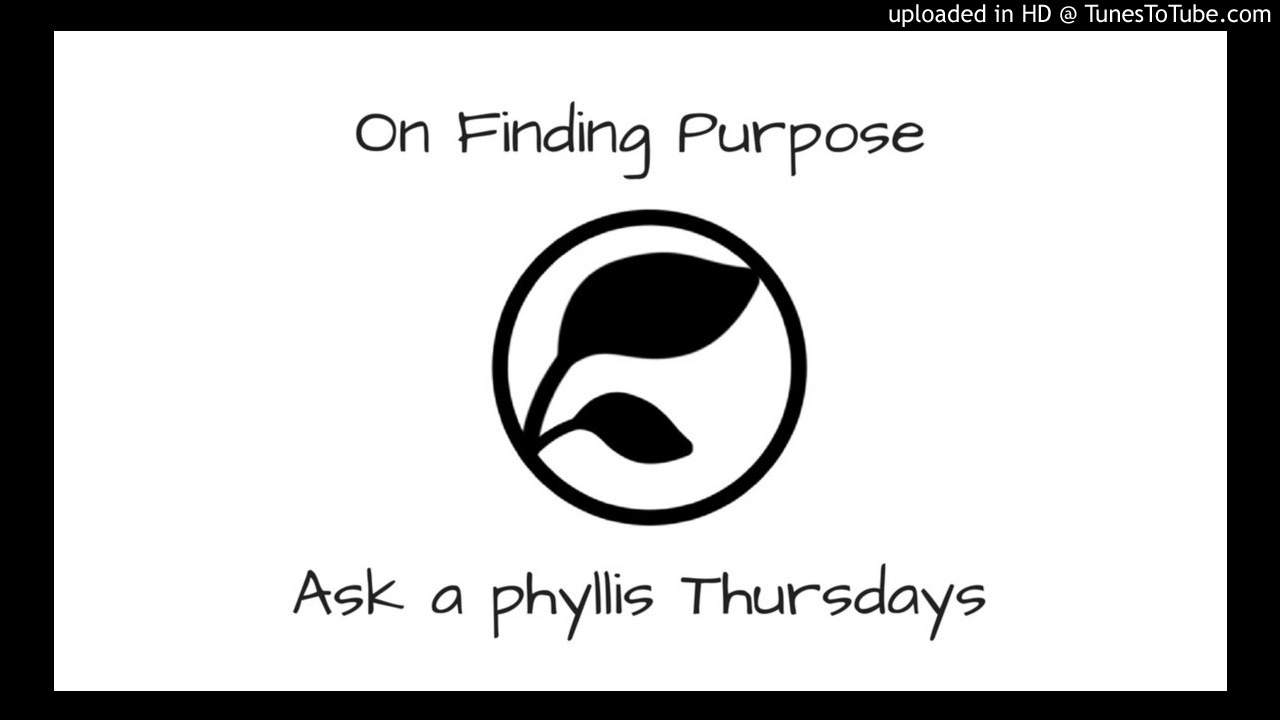 uploaded in HD @ TunesToTube.com
On Finding Purpose
Ask a phyllis Thursdays